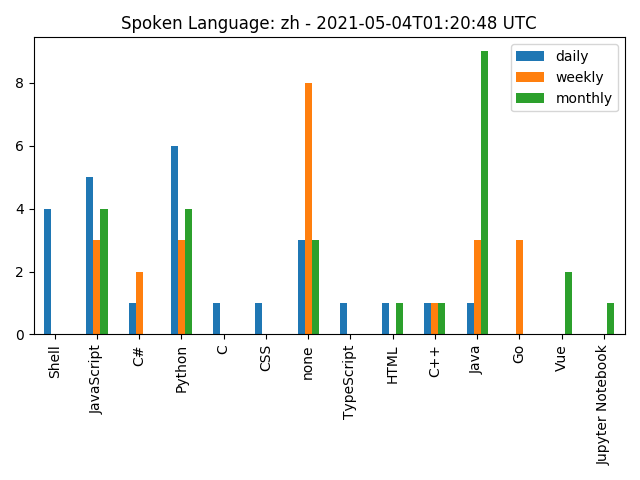 Spoken Language: zh - 2021-05-04T01:20:48 UTC
daily
weekly
monthly
8
6
4
2
0
Shell
JavaScript
C#
Python
C
CSS
none
TypeScript
HTML
C++
Java
Go
Vue
Jupyter Notebook